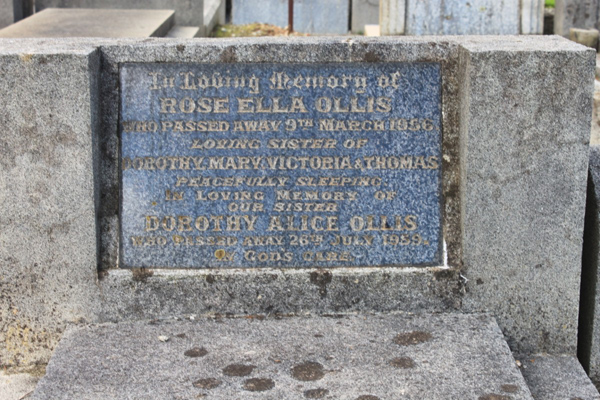 In Loving Memory of
ROSE ELLA OLLIS
WHO PASSED AWAY 9TH MARCH 1956
LOVING SISTER OF
DOROTHY, MARY, VICTORIA & THOMAS
PEACEFULLY SLEEPING
IN LOVING MEMORY OF
OUR SISTER
DOROTHY ALICE OLLIS
WHO PASSED AWAY 26TH JULY 1959.
IN GODS CARE.